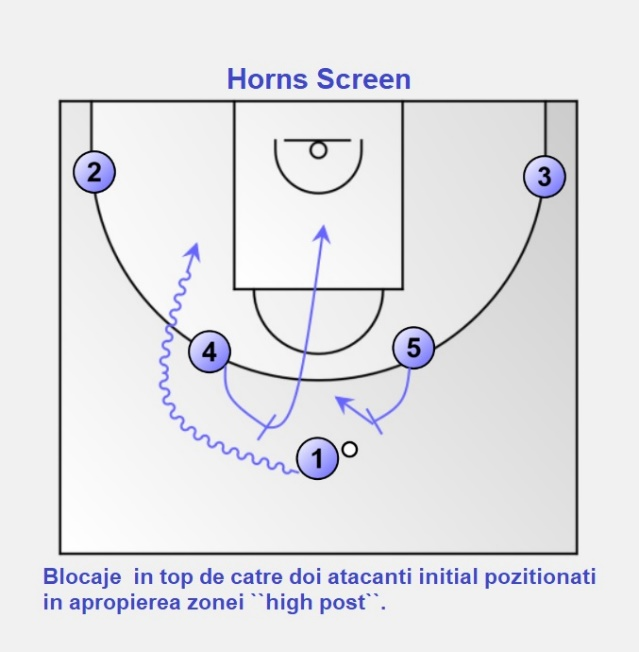 Horns Screen
2
3
4
5
1
Blocaje  in top de catre doi atacanti initial pozitionati
in apropierea zonei ``high post``.